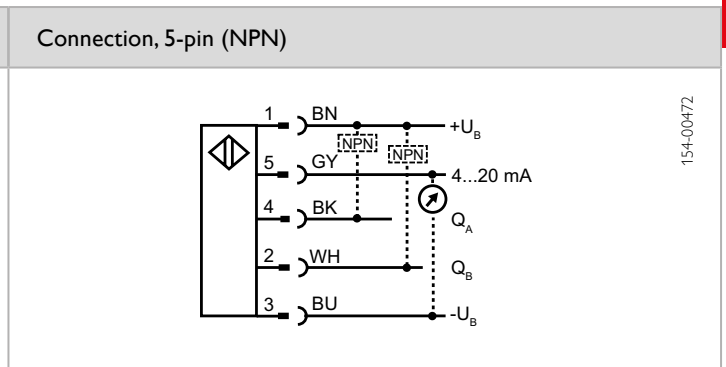 Connection, 5-pin (NPN)
1 BN +U_B
NPN NPN
5 GY 4...20 mA
4 BK Q_A
2 WH Q_B
3 BU -U_B
154-00472